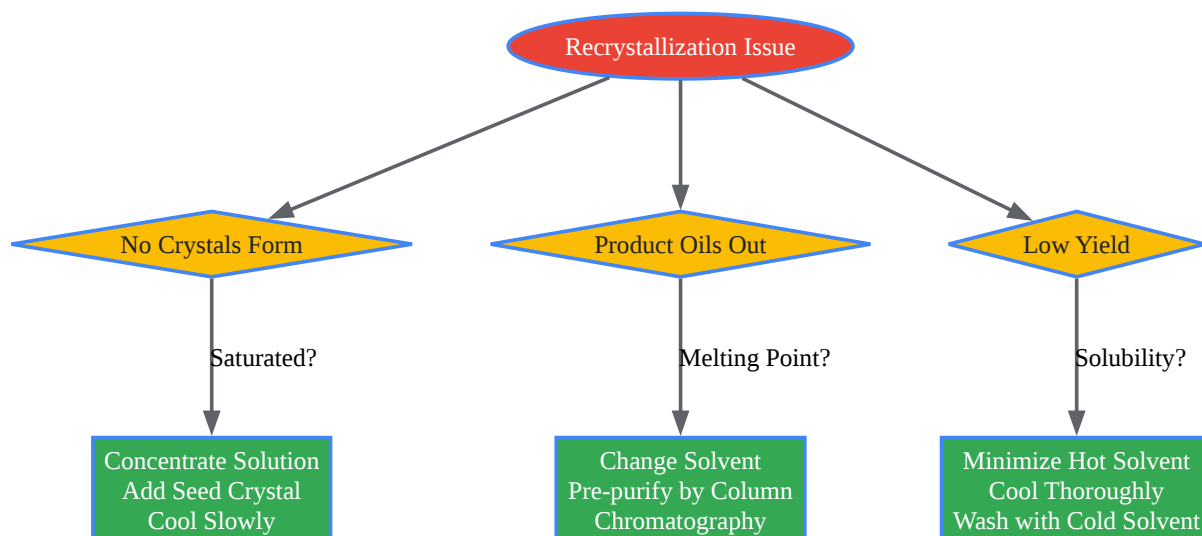 Recrystallization Issue
No Crystals Form
Product Oils Out
Low Yield
Saturated?
Melting Point?
Solubility?
Concentrate Solution
Add Seed Crystal
Cool Slowly
Change Solvent
Pre-purify by Column
Chromatography
Minimize Hot Solvent
Cool Thoroughly
Wash with Cold Solvent